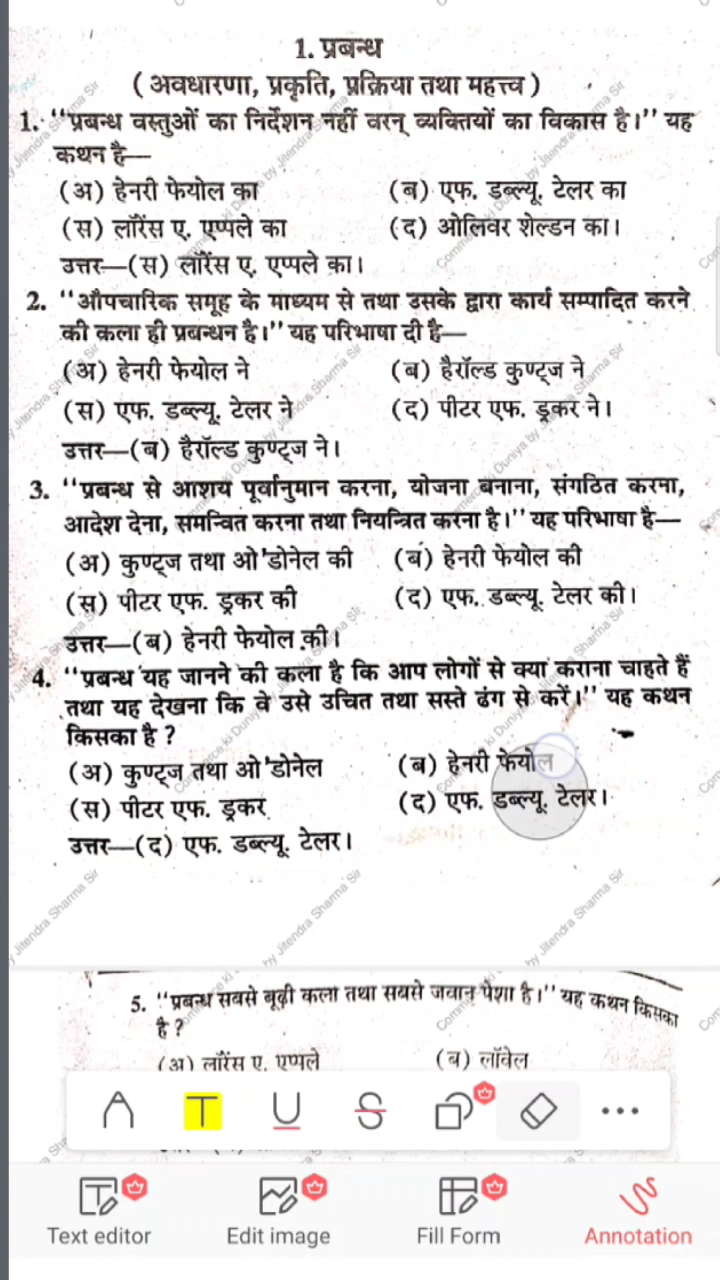 1. प्रबन्ध
( अवधारणा, प्रकृति, प्रक्रिया तथा महत्त्व )
1. ‘‘प्रबन्ध वस्तुओं का निर्देशन नहीं वरन् व्यक्तियों का विकास है।’’ यह
कथन है—
(अ) हेनरी फेयोल का (ब) एफ. डब्ल्यू. टेलर का
(स) लॉरेंस ए. एप्पले का (द) ओलिवर शेल्डन का।
उत्तर—(स) लॉरेंस ए. एप्पले का।
2. ‘‘औपचारिक समूह के माध्यम से तथा उसके द्वारा कार्य सम्पादित करने
की कला ही प्रबन्धन है।’’ यह परिभाषा दी है—
(अ) हेनरी फेयोल ने (ब) हैरॉल्ड कुण्ट्ज ने
(स) एफ. डब्ल्यू. टेलर ने (द) पीटर एफ. ड्रकर ने।
उत्तर—(ब) हैरॉल्ड कुण्ट्ज ने।
3. ‘‘प्रबन्ध से आशय पूर्वानुमान करना, योजना बनाना, संगठित करना,
आदेश देना, समन्वित करना तथा नियन्त्रित करना है।’’ यह परिभाषा है—
(अ) कुण्ट्ज तथा ओ'डोनेल की (ब) हेनरी फेयोल की
(स) पीटर एफ. ड्रकर की (द) एफ. डब्ल्यू. टेलर की।
उत्तर—(ब) हेनरी फेयोल की।
4. ‘‘प्रबन्ध यह जानने की कला है कि आप लोगों से क्या कराना चाहते हैं
तथा यह देखना कि वे उसे उचित तथा सस्ते ढंग से करें।’’ यह कथन
किसका है ?
(अ) कुण्ट्ज तथा ओ'डोनेल (ब) हेनरी फेयोल
(स) पीटर एफ. ड्रकर (द) एफ. डब्ल्यू. टेलर।
उत्तर—(द) एफ. डब्ल्यू. टेलर।
5. ‘‘प्रबन्ध सबसे बूढ़ी कला तथा सबसे जवान पेशा है।’’ यह कथन किसका
है ?
(अ) लॉरेंस ए. एप्पले (ब) लॉवेल
Text editor Edit image Fill Form Annotation